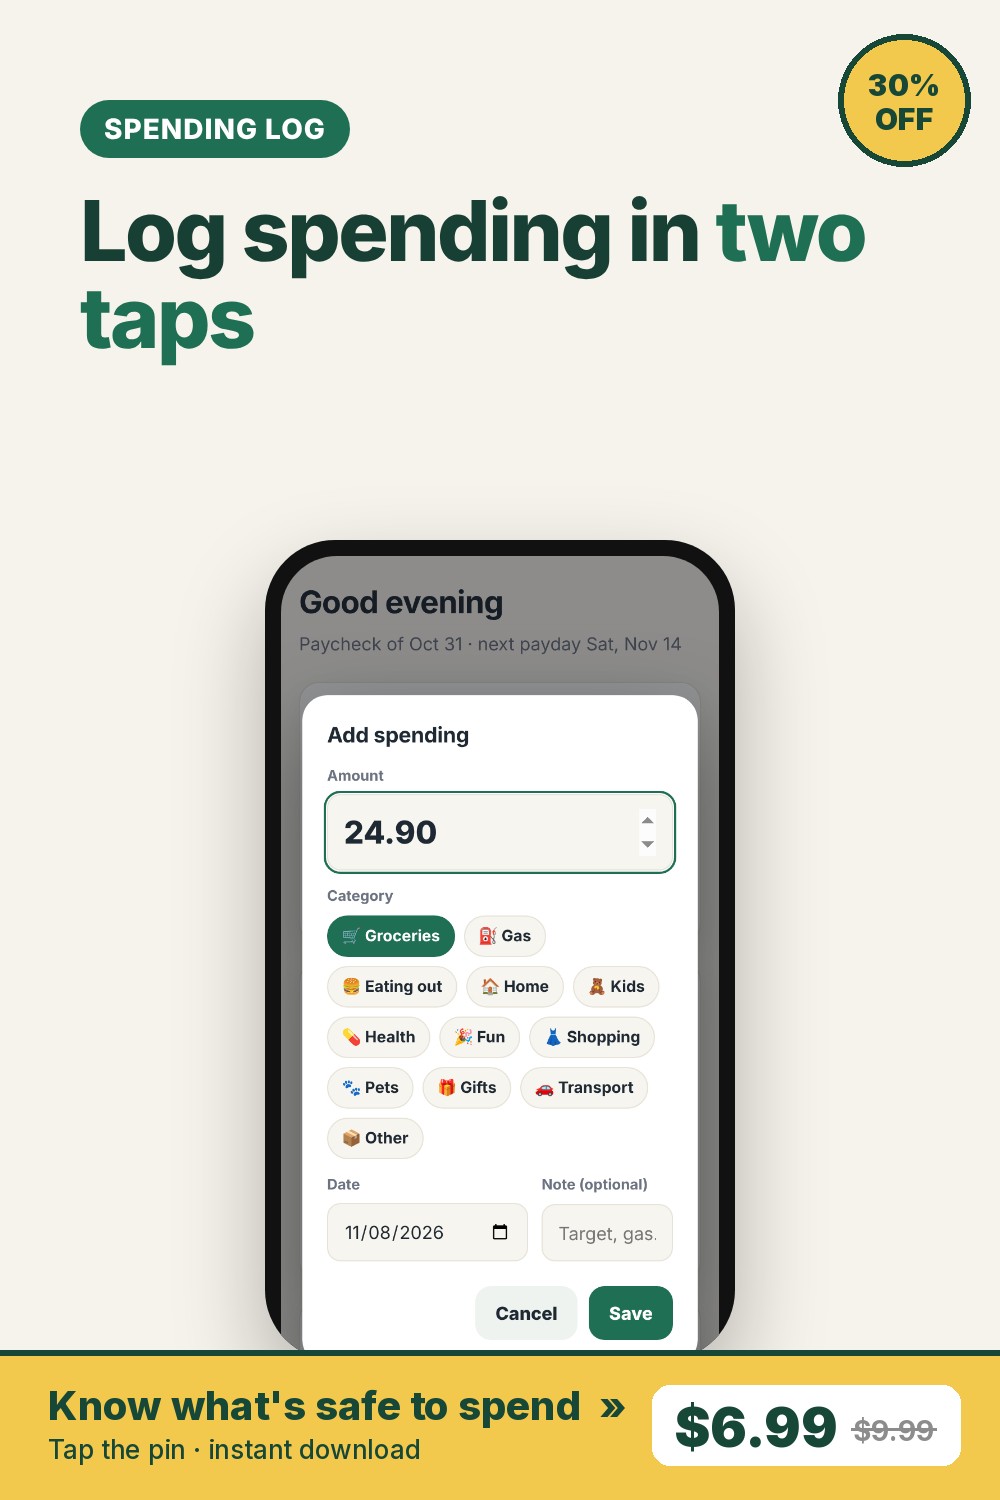 30%
OFF
SPENDING LOG
Log spending in two
taps
Good evening
Paycheck of Oct 31 · next payday Sat, Nov 14
Add spending
Amount
24.90
Category
Groceries Gas
Eating out Home Kids
Health Fun Shopping
Pets Gifts Transport
Other
Date Note (optional)
11/08/2026 Target, gas.
Cancel Save
Know what's safe to spend »
Tap the pin · instant download
$6.99 $9.99